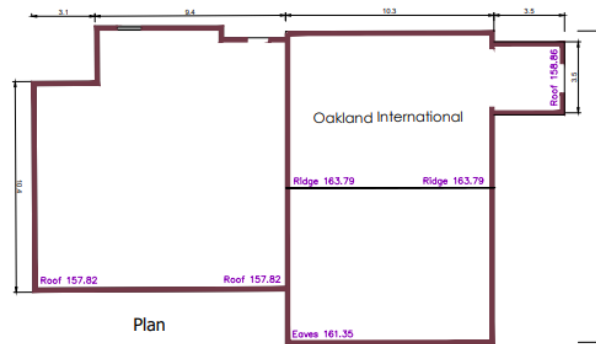 3.1
9.4
10.3
3.5
Roof 158.86
3.5
Oakland International
10.4
Ridge 163.79
Ridge 163.79
Roof 157.82
Roof 157.82
Plan
Eaves 161.35